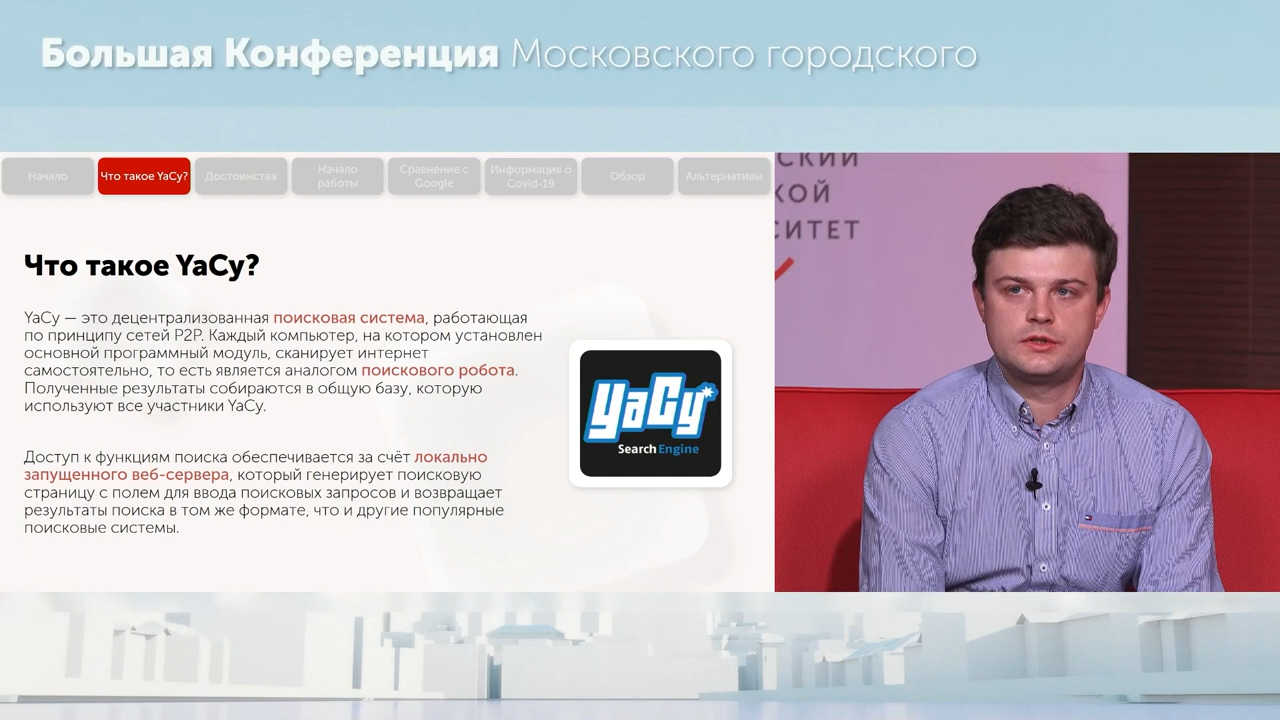 Большая Конференция Московского городского
Начало
Что такое YaCy?
Достоинства
Начало
работы
Сравнение с
Google
Информация о
Covid-19
Обзор
Альтернативы
Что такое YaCy?
YaCy — это децентрализованная поисковая система, работающая
по принципу сетей P2P. Каждый компьютер, на котором установлен
основной программный модуль, сканирует интернет
самостоятельно, то есть является аналогом поискового робота.
Полученные результаты собираются в общую базу, которую
используют все участники YaCy.
Доступ к функциям поиска обеспечивается за счёт локально
запущенного веб-сервера, который генерирует поисковую
страницу с полем для ввода поисковых запросов и возвращает
результаты поиска в том же формате, что и другие популярные
поисковые системы.
YaCy
SearchEngine
СКИЙ
КОЙ
СИТЕТ